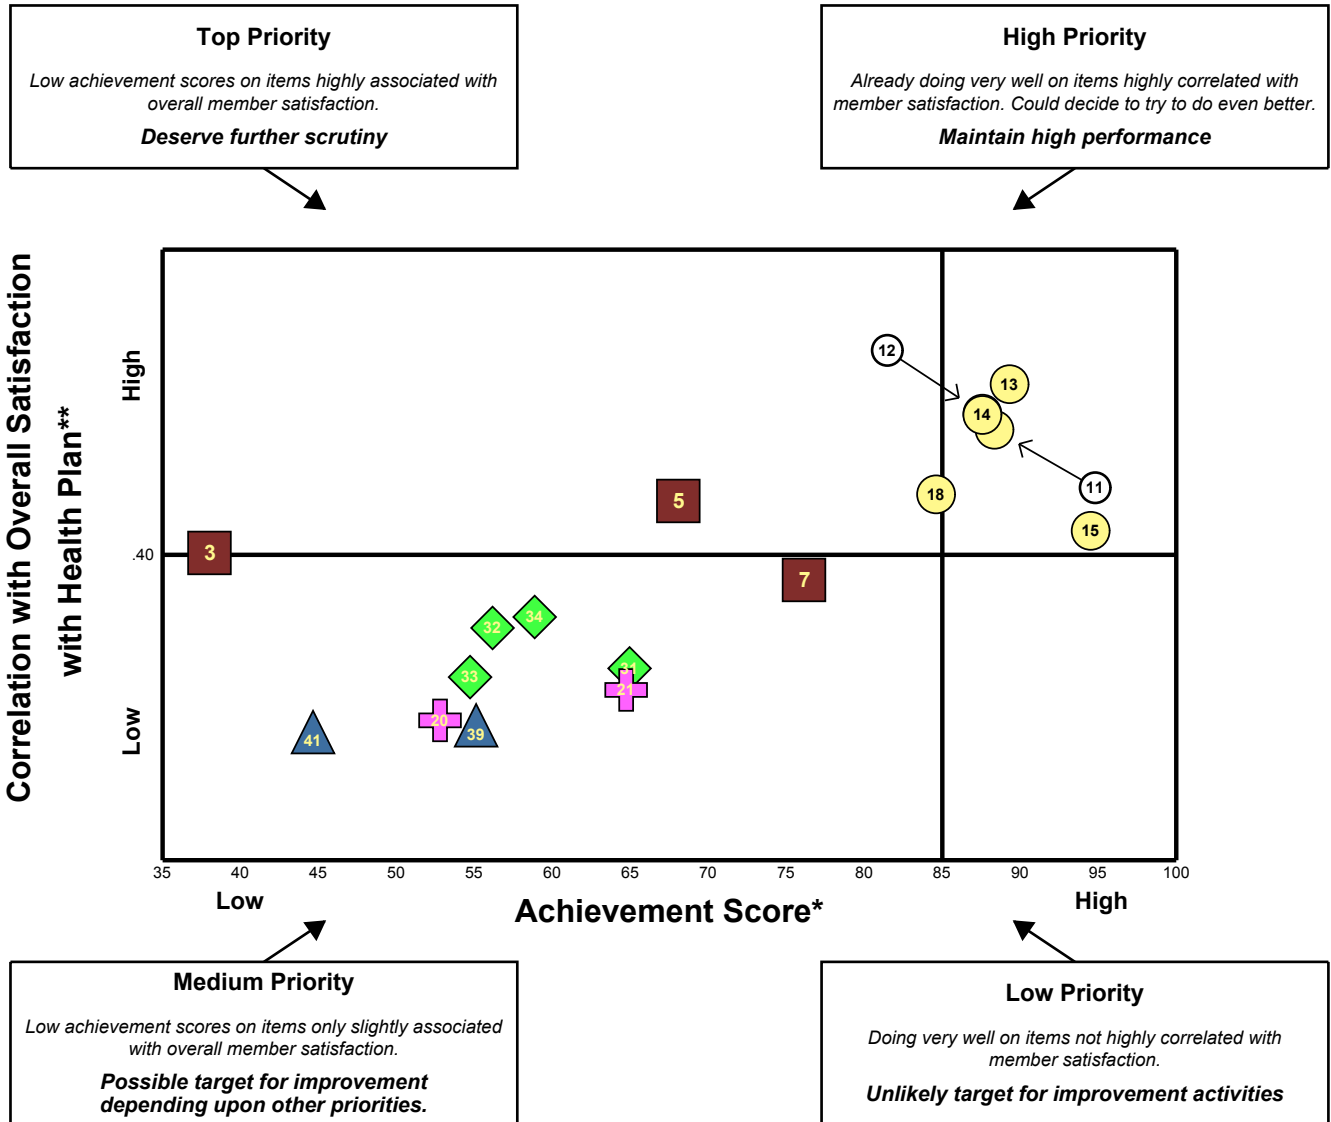 Top Priority
Low achievement scores on items highly associated with
overall member satisfaction.
Deserve further scrutiny
High Priority
Already doing very well on items highly correlated with
member satisfaction. Could decide to try to do even better.
Maintain high performance
Correlation with Overall Satisfaction
with Health Plan**
High
.40
Low
12
13
14
11
18
15
5
3
7
34
32
33
31
21
20
39
41
35 40 45 50 55 60 65 70 75 80 85 90 95 100
Low
Achievement Score*
High
Medium Priority
Low achievement scores on items only slightly associated
with overall member satisfaction.
Possible target for improvement
depending upon other priorities.
Low Priority
Doing very well on items not highly correlated with
member satisfaction.
Unlikely target for improvement activities